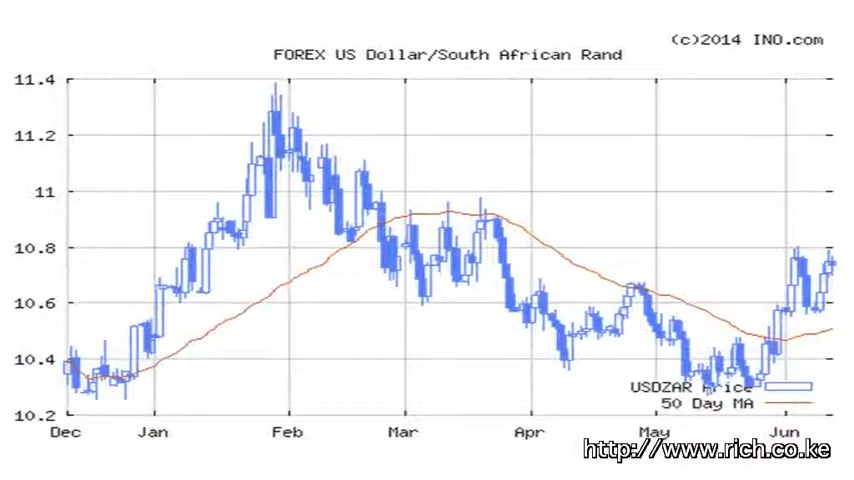 (c)2014 INO.com
FOREX US Dollar/South African Rand
11.4
11.2
11
10.8
10.6
10.4
10.2
USDZAR Price
50 Day MA
Dec Jan Feb Mar Apr May Jun
http://www.rich.co.ke